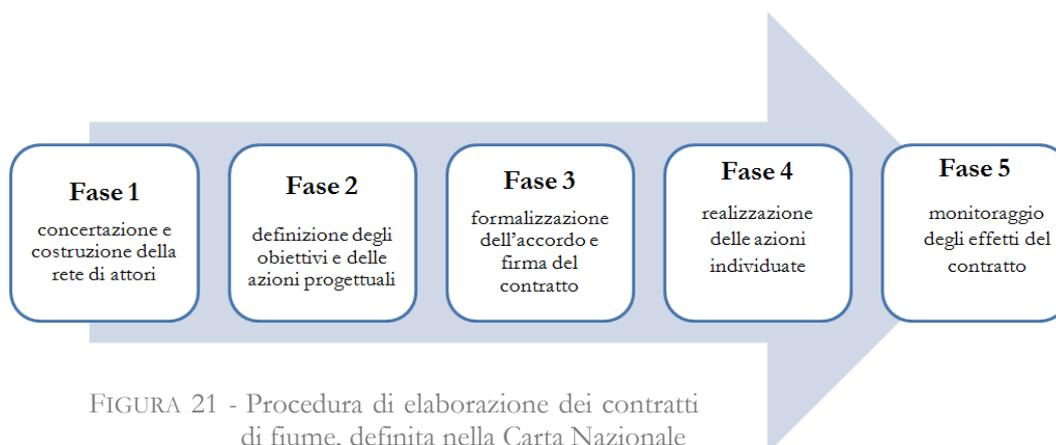 Fase 1
concertazione e
costruzione della
rete di attori
Fase 2
definizione degli
obiettivi e delle
azioni progettuali
Fase 3
formalizzazione
dell'accordo e
firma del
contratto
Fase 4
realizzazione
delle azioni
individuate
Fase 5
monitoraggio
degli effetti del
contratto
FIGURA 21 - Procedura di elaborazione dei contratti
di fiume, definita nella Carta Nazionale